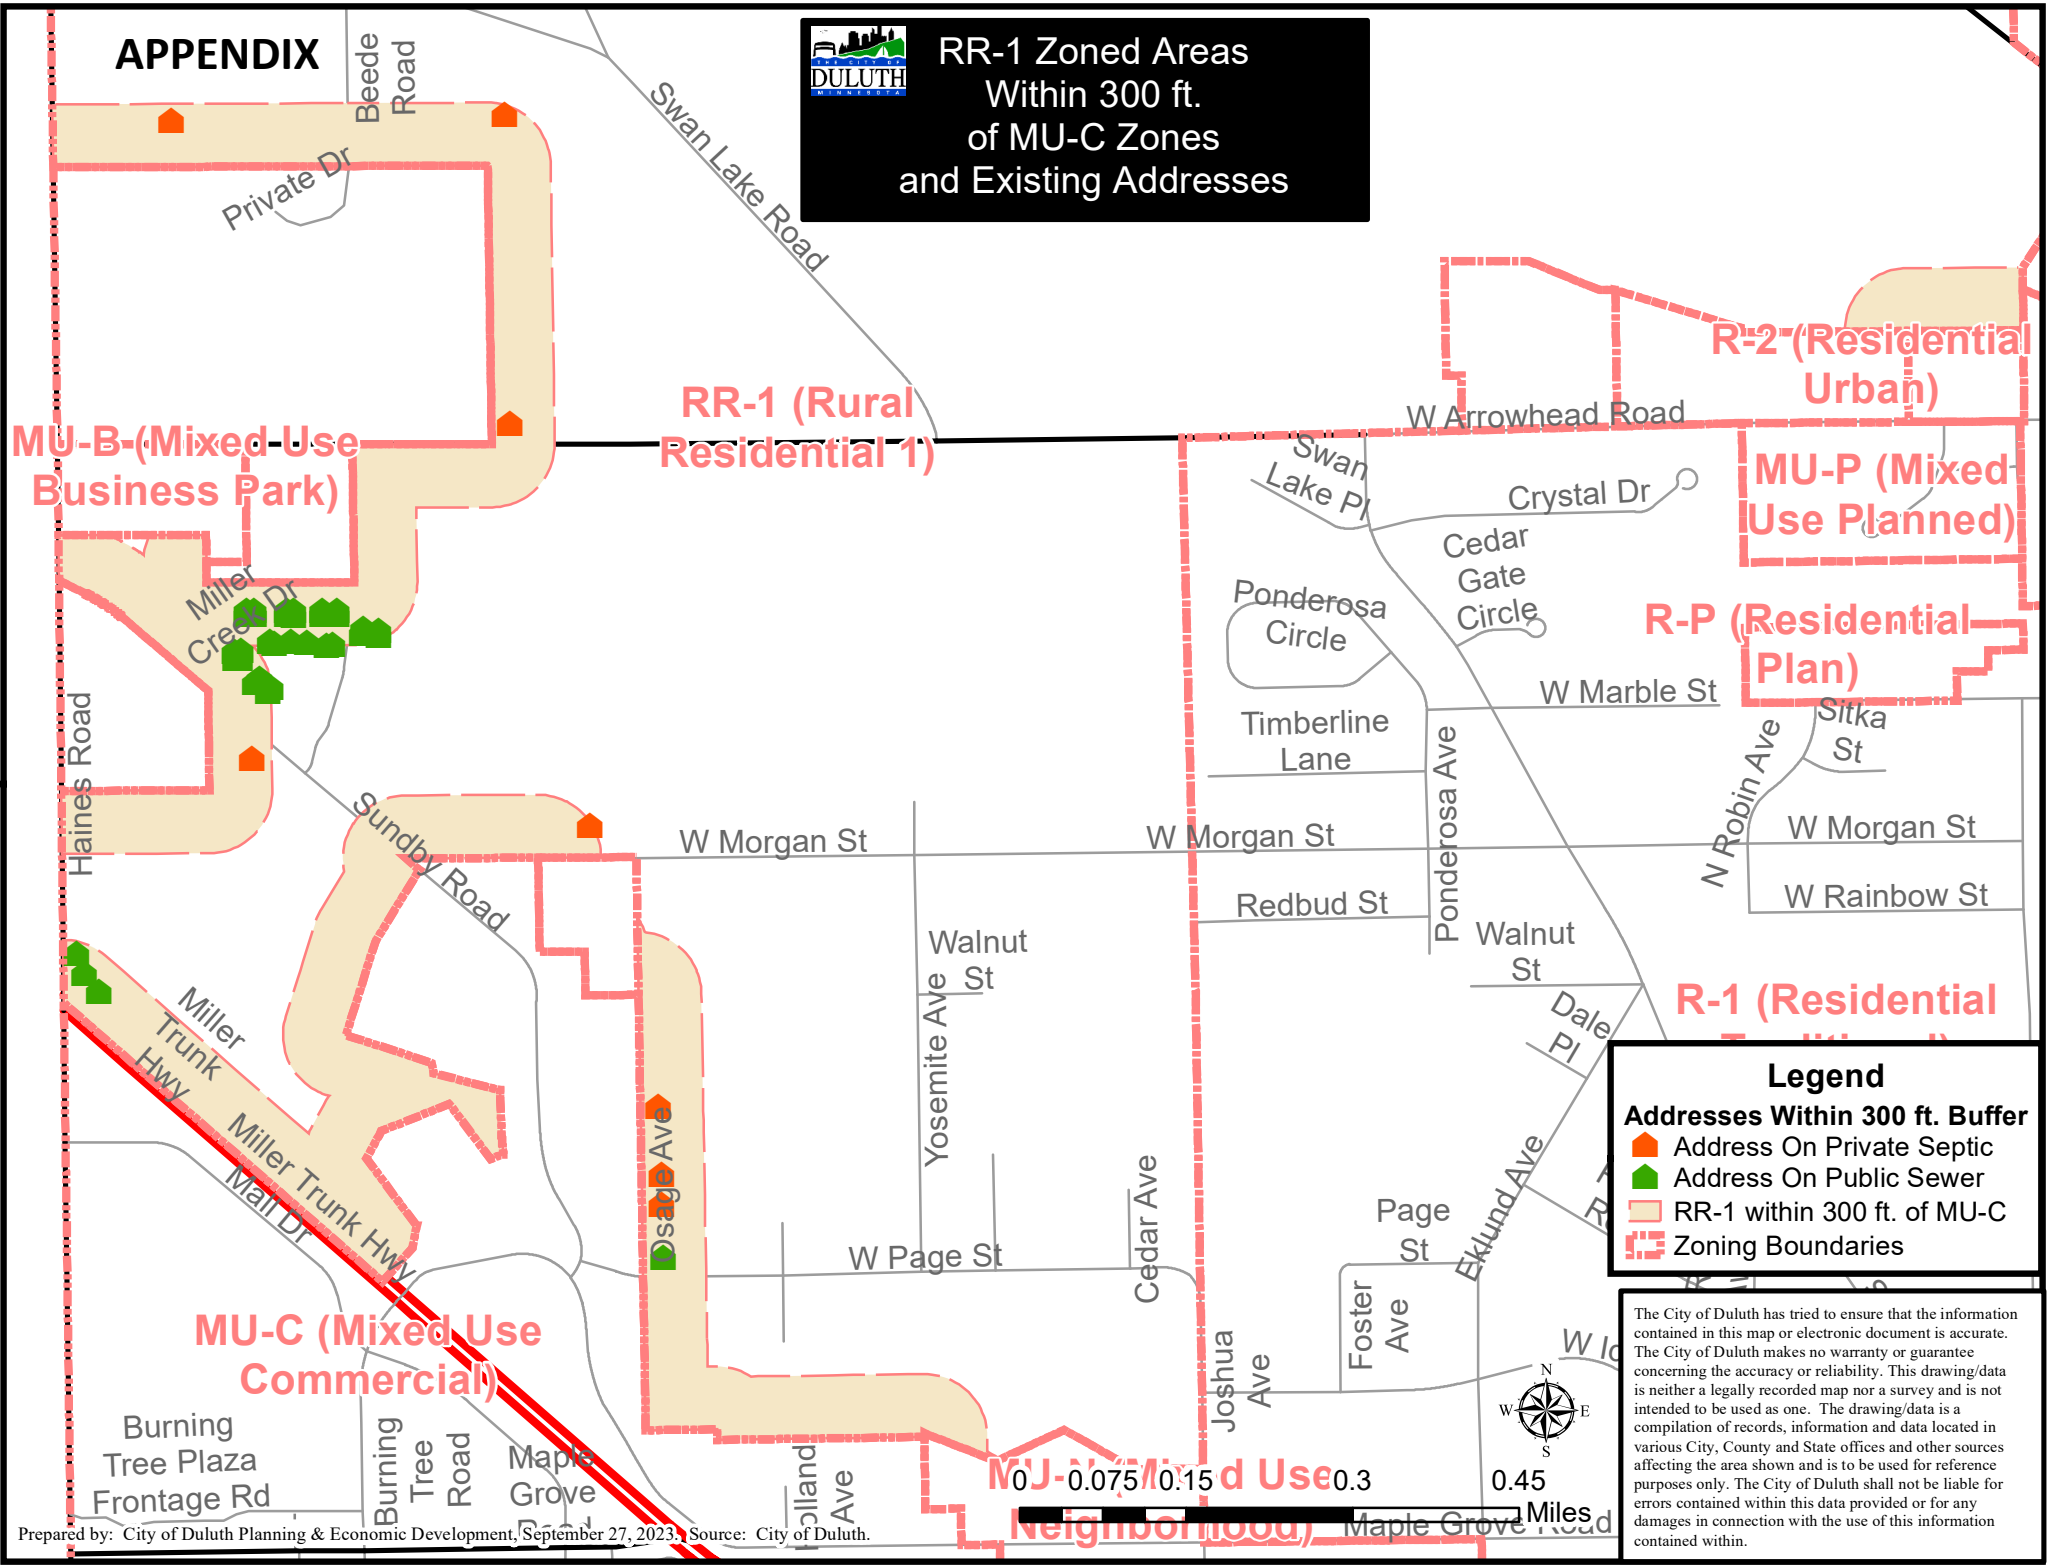 APPENDIX
Beede
Road
THE CITY OF
DULUTH
MINNESOTA
RR-1 Zoned Areas
Within 300 ft.
of MU-C Zones
and Existing Addresses
Private Dr
Swan Lake Road
RR-1 (Rural
Residential 1)
MU-B (Mixed Use
Business Park)
R-2 (Residential
Urban)
W Arrowhead Road
MU-P (Mixed
Use Planned)
Swan
Lake Pl
Crystal Dr
Cedar
Gate
Circle
Ponderosa
Circle
R-P (Residential
Plan)
Miller
Creek Dr
W Marble St
Sitka
St
Timberline
Lane
Ponderosa Ave
N Robin Ave
Haines Road
Sundby Road
W Morgan St
W Morgan St
W Morgan St
Redbud St
W Rainbow St
Walnut
St
Walnut
St
Yosemite Ave
Dale
Pl
R-1 (Residential
Miller
Trunk
Hwy
Miller Trunk Hwy
Mall Dr
Osage Ave
W Page St
Cedar Ave
Page
St
Eklund Ave
Foster
Ave
Joshua
Ave
MU-C (Mixed Use
Commercial)
Burning
Tree Plaza
Frontage Rd
Burning
Tree
Road
Maple
Grove
Ave
MU-N (Mixed Use
Neighborhood)
Maple Grove Road
Legend
Addresses Within 300 ft. Buffer
Address On Private Septic
Address On Public Sewer
RR-1 within 300 ft. of MU-C
Zoning Boundaries
The City of Duluth has tried to ensure that the information
contained in this map or electronic document is accurate.
The City of Duluth makes no warranty or guarantee
concerning the accuracy or reliability. This drawing/data
is neither a legally recorded map nor a survey and is not
intended to be used as one.  The drawing/data is a
compilation of records, information and data located in
various City, County and State offices and other sources
affecting the area shown and is to be used for reference
purposes only. The City of Duluth shall not be liable for
errors contained within this data provided or for any
damages in connection with the use of this information
contained within.
N
W E
S
0 0.075 0.15 0.3 0.45
Miles
Prepared by:  City of Duluth Planning & Economic Development, September 27, 2023.  Source:  City of Duluth.